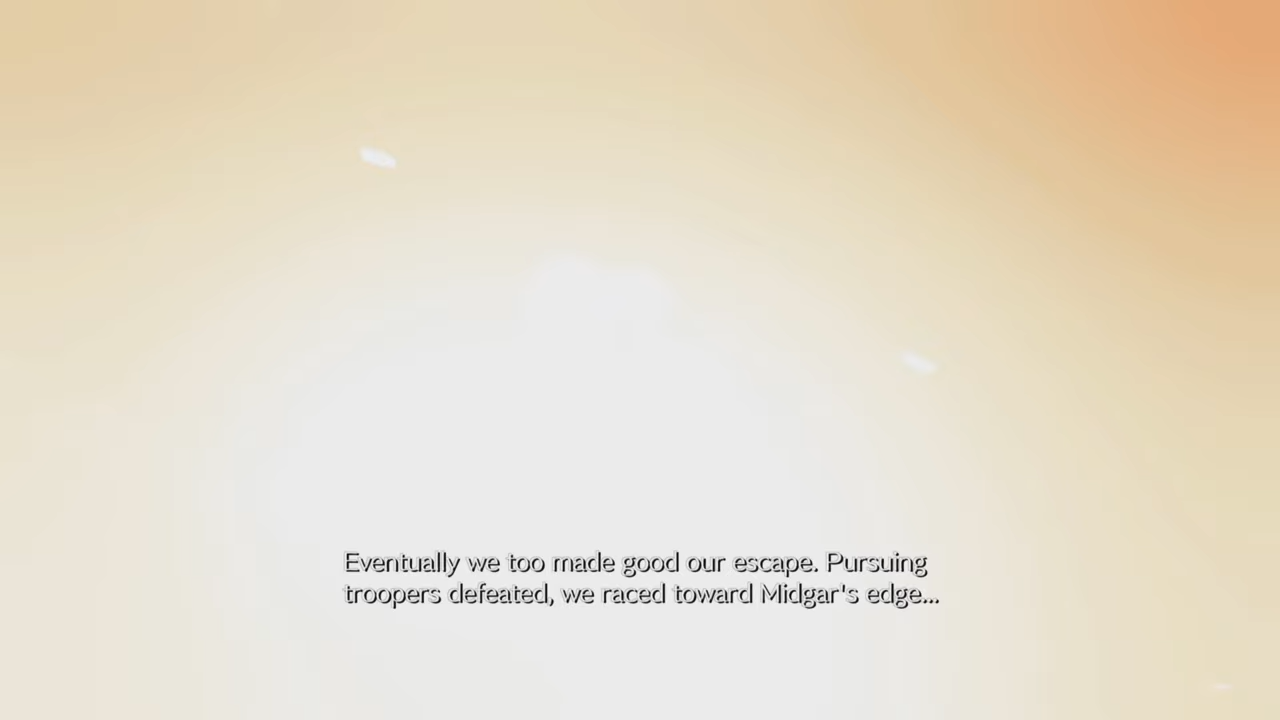 Eventually we too made good our escape. Pursuing
troopers defeated, we raced toward Midgar's edge...